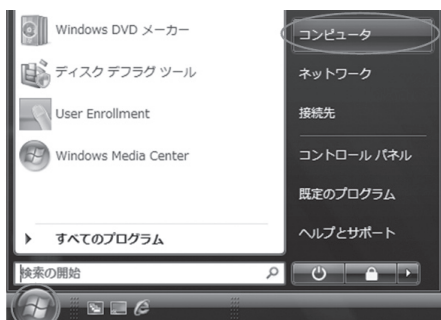 Windows DVD メーカー
ディスク デフラグ ツール
User Enrollment
Windows Media Center
すべてのプログラム
検索の開始
コンピュータ
ネットワーク
接続先
コントロール パネル
既定のプログラム
ヘルプとサポート